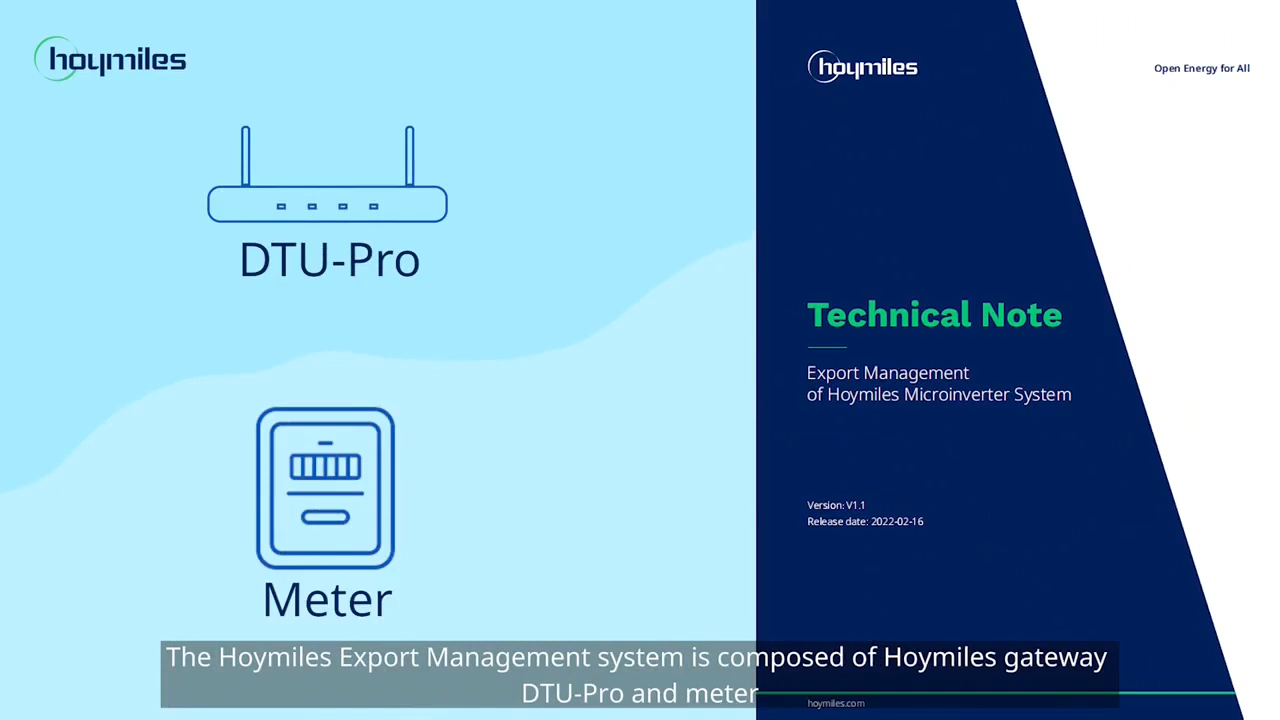 hoymiles
DTU-Pro
Meter
hoymiles
Open Energy for All
Technical Note
Export Management
of Hoymiles Microinverter System
Version: V1.1
Release date: 2022-02-16
The Hoymiles Export Management system is composed of Hoymiles gateway
DTU-Pro and meter
hoymiles.com